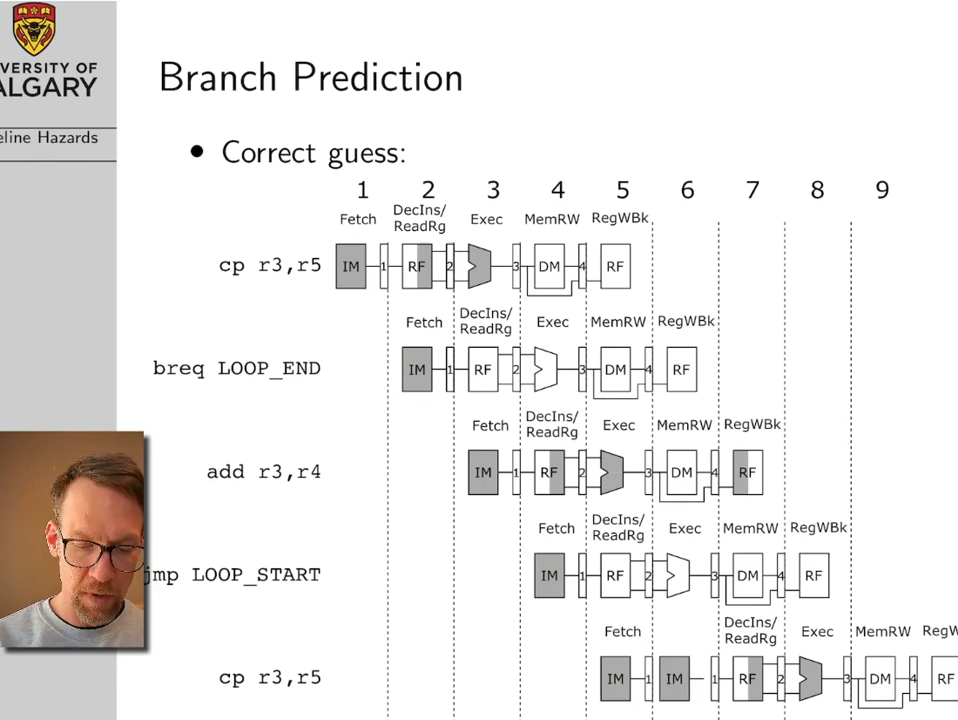 VERSITY OF
ALGARY
eline Hazards
Branch Prediction
• Correct guess:
1 2 3 4 5 6 7 8 9
Fetch DecIns/ReadRg Exec MemRW RegWBk
cp r3,r5 IM 1 RF 2 3 DM 4 RF
Fetch DecIns/ReadRg Exec MemRW RegWBk
breq LOOP_END IM 1 RF 2 3 DM 4 RF
Fetch DecIns/ReadRg Exec MemRW RegWBk
add r3,r4 IM 1 RF 2 3 DM 4 RF
Fetch DecIns/ReadRg Exec MemRW RegWBk
jmp LOOP_START IM 1 RF 2 3 DM 4 RF
Fetch DecIns/ReadRg Exec MemRW RegW
cp r3,r5 IM 1 IM 1 RF 2 3 DM 4 RF